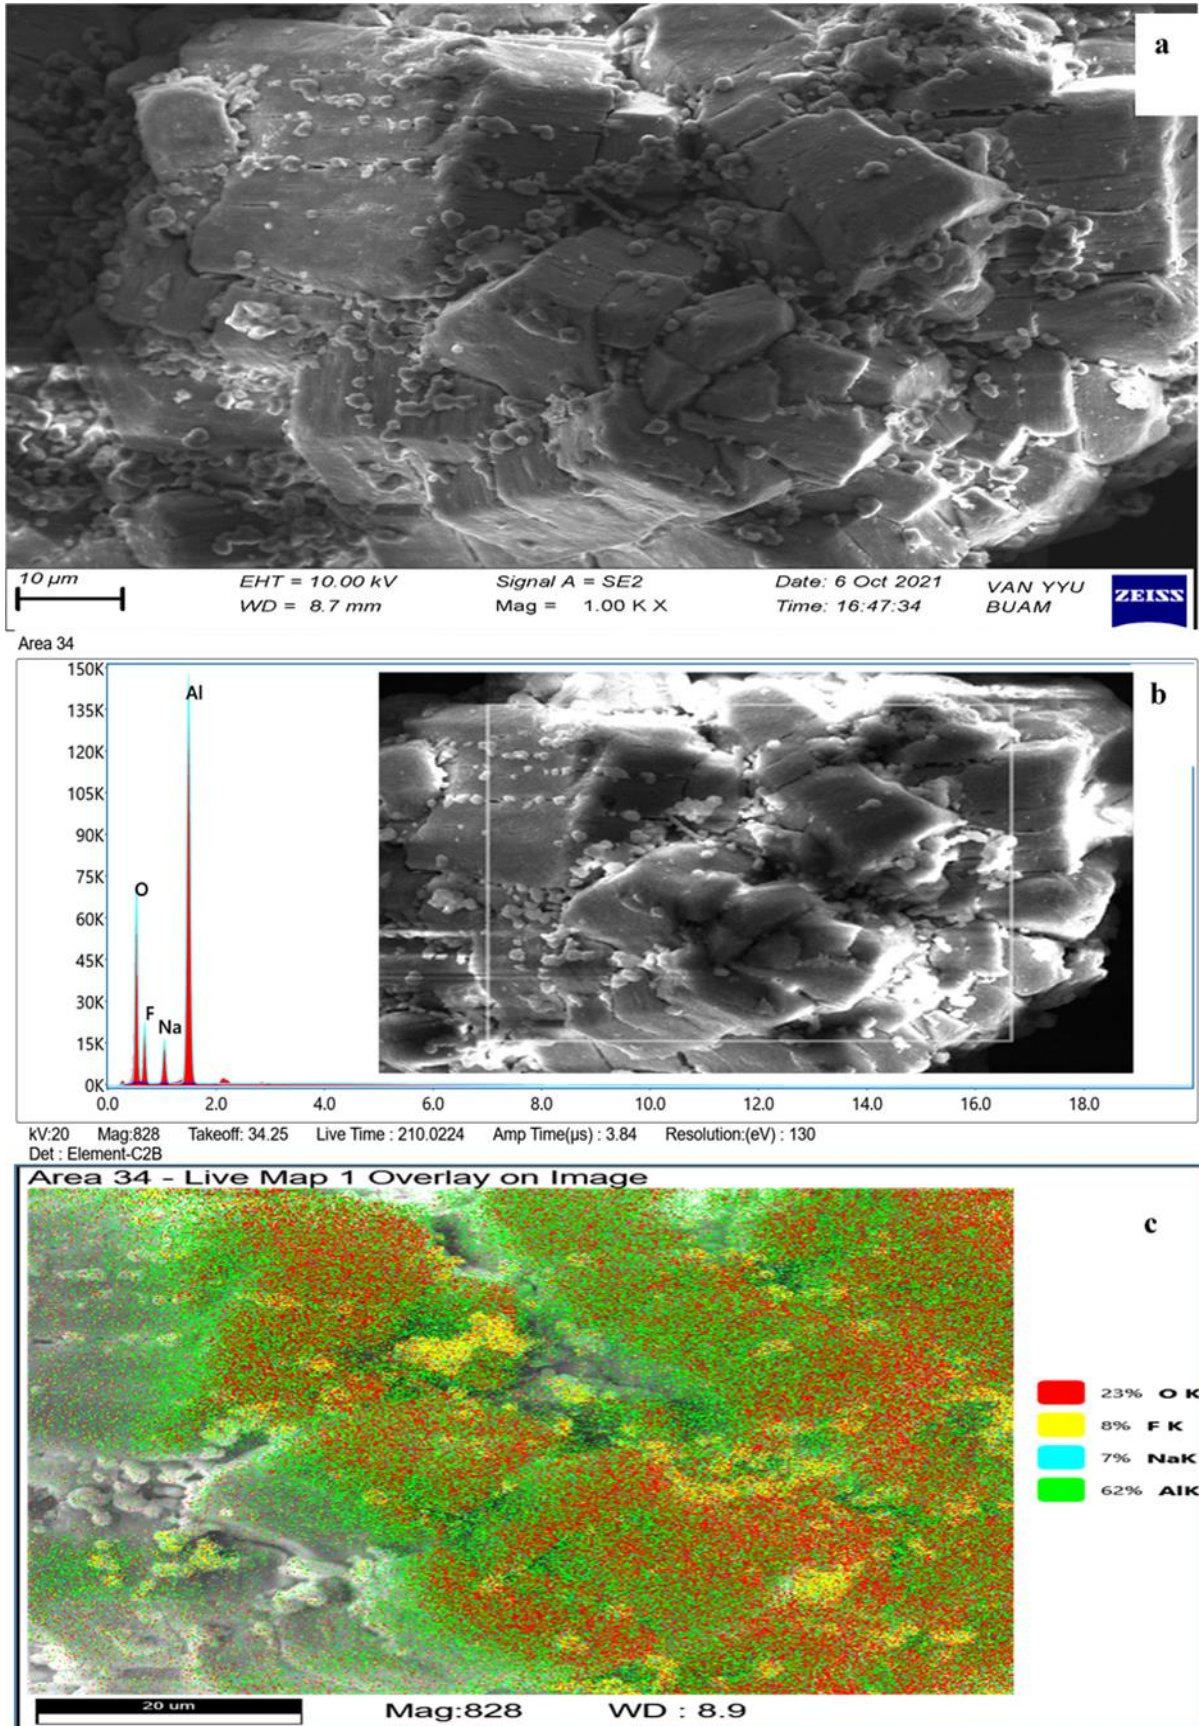 a
10 µm
EHT = 10.00 kV
WD = 8.7 mm
Signal A = SE2
Mag = 1.00 K X
Date: 6 Oct 2021
Time: 16:47:34
VAN YYU
BUAM
ZEISS
Area 34
b
150K
135K
120K
105K
90K
75K
60K
45K
30K
15K
0K
Al
O
F
Na
0.0 2.0 4.0 6.0 8.0 10.0 12.0 14.0 16.0 18.0
kV:20 Mag:828 Takeoff: 34.25 Live Time : 210.0224 Amp Time(µs) : 3.84 Resolution:(eV) : 130
Det : Element-C2B
Area 34 - Live Map 1 Overlay on Image
c
23% O K
8% F K
7% NaK
62% AlK
20 um
Mag:828 WD : 8.9